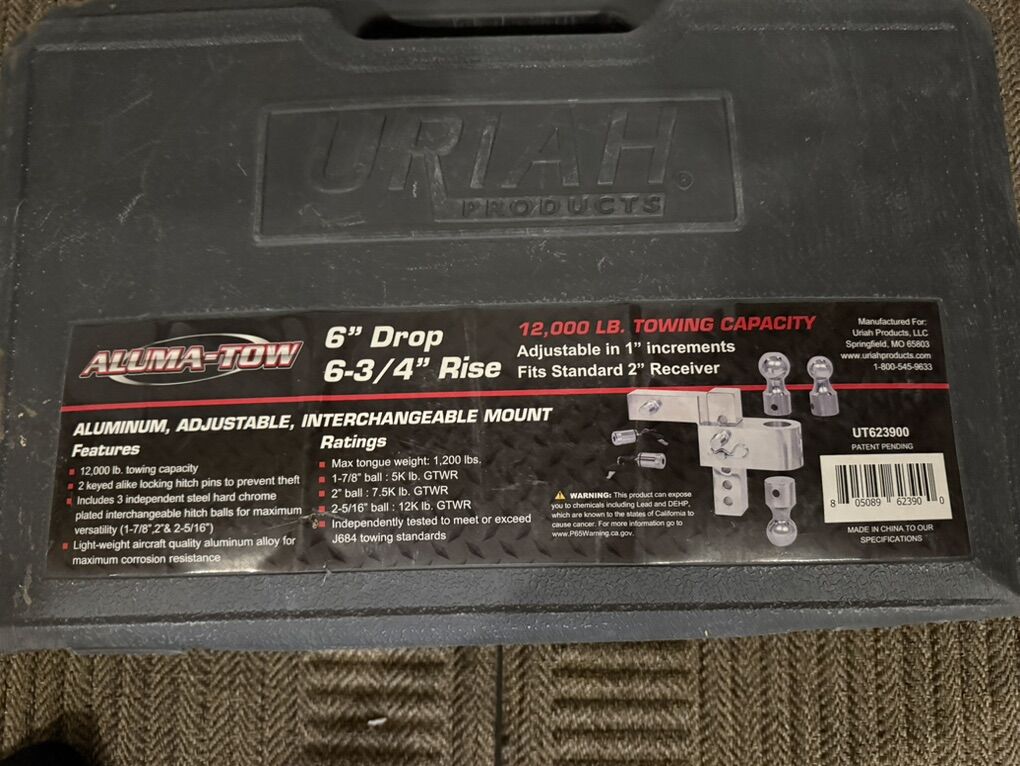 URIAH®
PRODUCTS
ALUMA-TOW
6” Drop
6-3/4” Rise
12,000 LB. TOWING CAPACITY
Adjustable in 1” increments
Fits Standard 2” Receiver
Manufactured For:
Uriah Products, LLC
Springfield, MO 65803
www.uriahproducts.com
1-800-545-9633
ALUMINUM, ADJUSTABLE, INTERCHANGEABLE MOUNT
Features
12,000 lb. towing capacity
2 keyed alike locking hitch pins to prevent theft
Includes 3 independent steel hard chrome
plated interchangeable hitch balls for maximum
versatility (1-7/8",2"& 2-5/16")
Light-weight aircraft quality aluminum alloy for
maximum corrosion resistance
Ratings
Max tongue weight: 1,200 lbs.
1-7/8" ball : 5K lb. GTWR
2" ball : 7.5K lb. GTWR
2-5/16" ball : 12K lb. GTWR
Independently tested to meet or exceed
J684 towing standards
WARNING: This product can expose
you to chemicals including Lead and DEHP,
which are known to the states of California to
cause cancer. For more information go to
www.P65Warning.ca.gov.
UT623900
PATENT PENDING
8 05089 62390 0
MADE IN CHINA TO OUR
SPECIFICATIONS